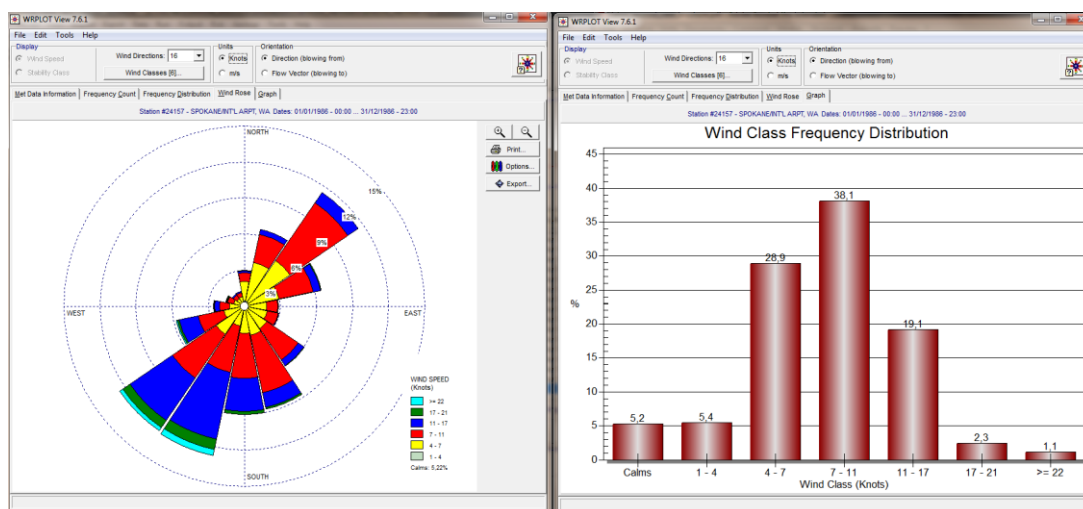 WRPLOT View 7.6.1
File Edit Tools Help
Display
Wind Speed
Stability Class
Wind Directions: 16
Wind Classes [6]...
Units
Knots
m/s
Orientation
Direction (blowing from)
Flow Vector (blowing to)
Met Data Information Frequency Count Frequency Distribution Wind Rose Graph
Station #24157 - SPOKANE/INT'L ARPT, WA Dates: 01/01/1986 - 00:00 ... 31/12/1986 - 23:00
NORTH
15%
12%
9%
6%
3%
WEST
EAST
SOUTH
Print...
Options...
Export...
WIND SPEED
(Knots)
>= 22
17 - 21
11 - 17
7 - 11
4 - 7
1 - 4
Calms: 5,22%
WRPLOT View 7.6.1
File Edit Help
Display
Wind Speed
Stability Class
Wind Directions: 16
Wind Classes [6]...
Units
Knots
m/s
Orientation
Direction (blowing from)
Flow Vector (blowing to)
Met Data Information Frequency Count Frequency Distribution Wind Rose Graph
Station #24157 - SPOKANE/INT'L ARPT, WA Dates: 01/01/1986 - 00:00 ... 31/12/1986 - 23:00
Wind Class Frequency Distribution
45
40
35
30
25
20
15
10
5
0
%
5,2
5,4
28,9
38,1
19,1
2,3
1,1
Calms 1 - 4 4 - 7 7 - 11 11 - 17 17 - 21 >= 22
Wind Class (Knots)